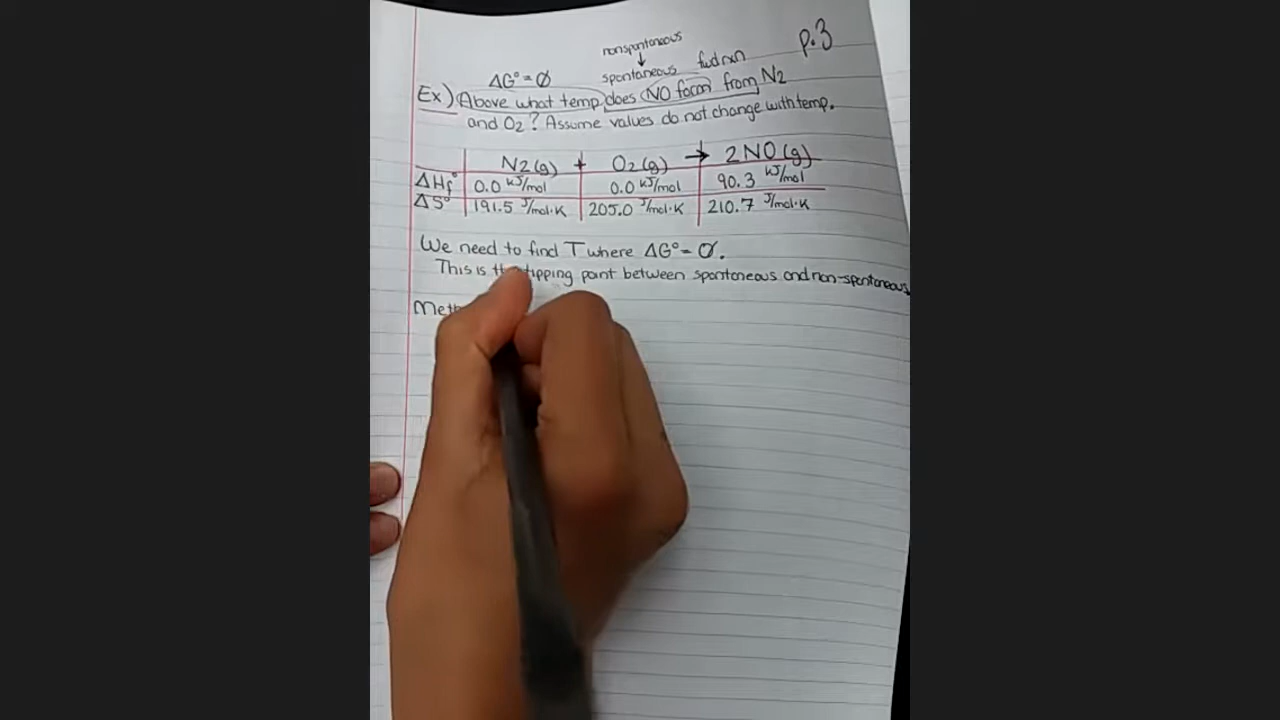 p.3
nonspontaneous
↓
ΔG°=0 spontaneous fwd rxn
Ex) Above what temp does NO form from N2
and O2? Assume values do not change with temp.
N2(g) + O2(g) → 2NO(g)
ΔHf° 0.0 kJ/mol 0.0 kJ/mol 90.3 kJ/mol
ΔS° 191.5 J/mol·K 205.0 J/mol·K 210.7 J/mol·K
We need to find T where ΔG°=0.
This is tipping point between spontaneous and non-spontaneous